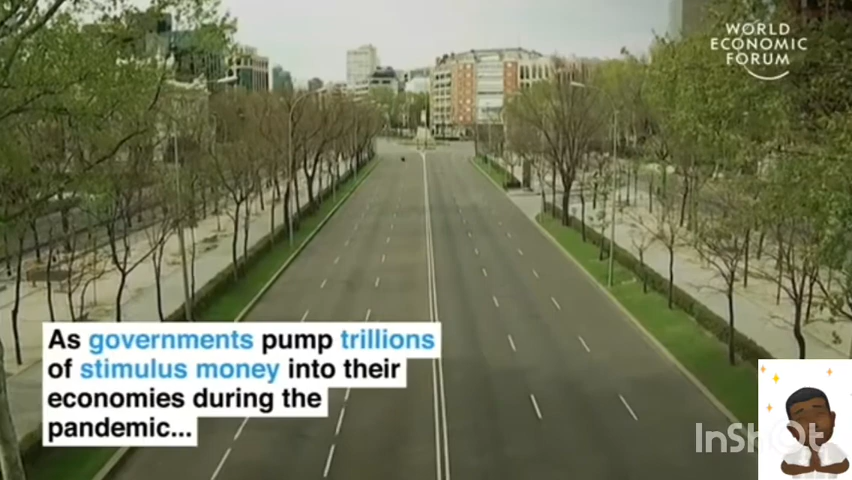 WORLD
ECONOMIC
FORUM
As governments pump trillions
of stimulus money into their
economies during the
pandemic...
InShOt